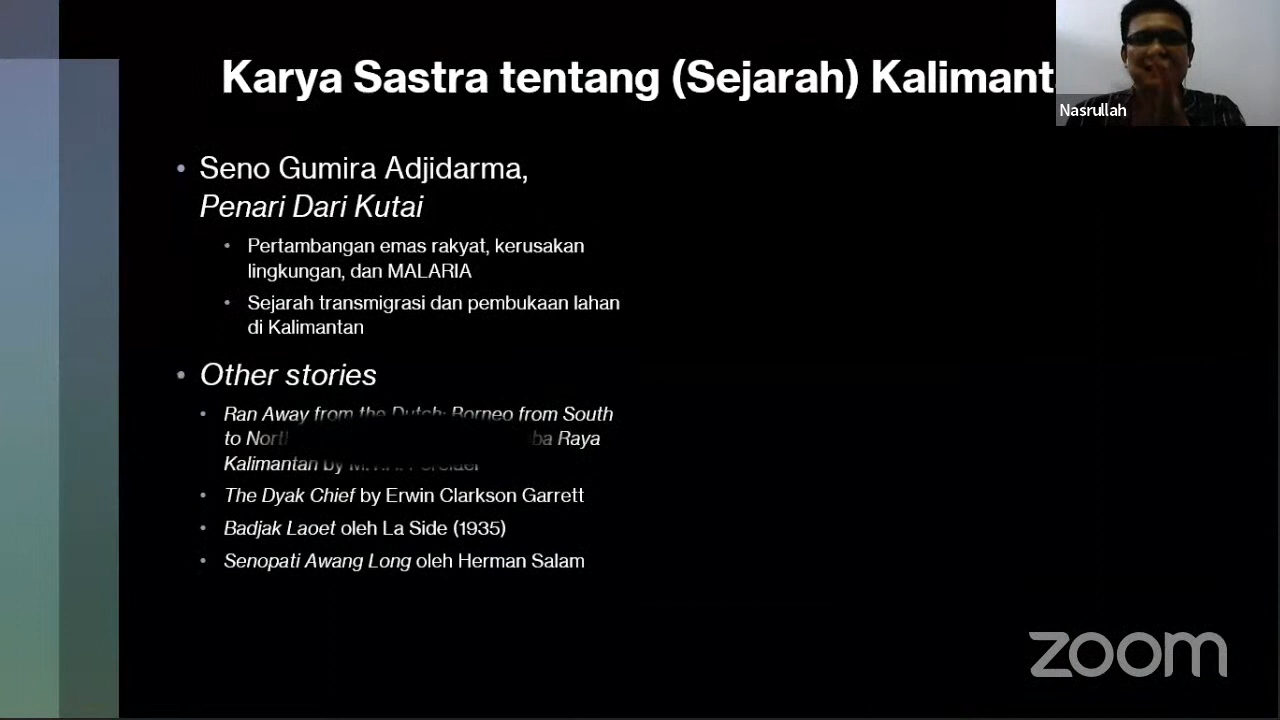 Karya Sastra tentang (Sejarah) Kalimant
Nasrullah
• Seno Gumira Adjidarma,
Penari Dari Kutai
• Pertambangan emas rakyat, kerusakan
lingkungan, dan MALARIA
• Sejarah transmigrasi dan pembukaan lahan
di Kalimantan
• Other stories
• Ran Away from the Dutch: Borneo from South
to Raya
Kalimantan by
• The Dyak Chief by Erwin Clarkson Garrett
• Badjak Laoet oleh La Side (1935)
• Senopati Awang Long oleh Herman Salam
zoom